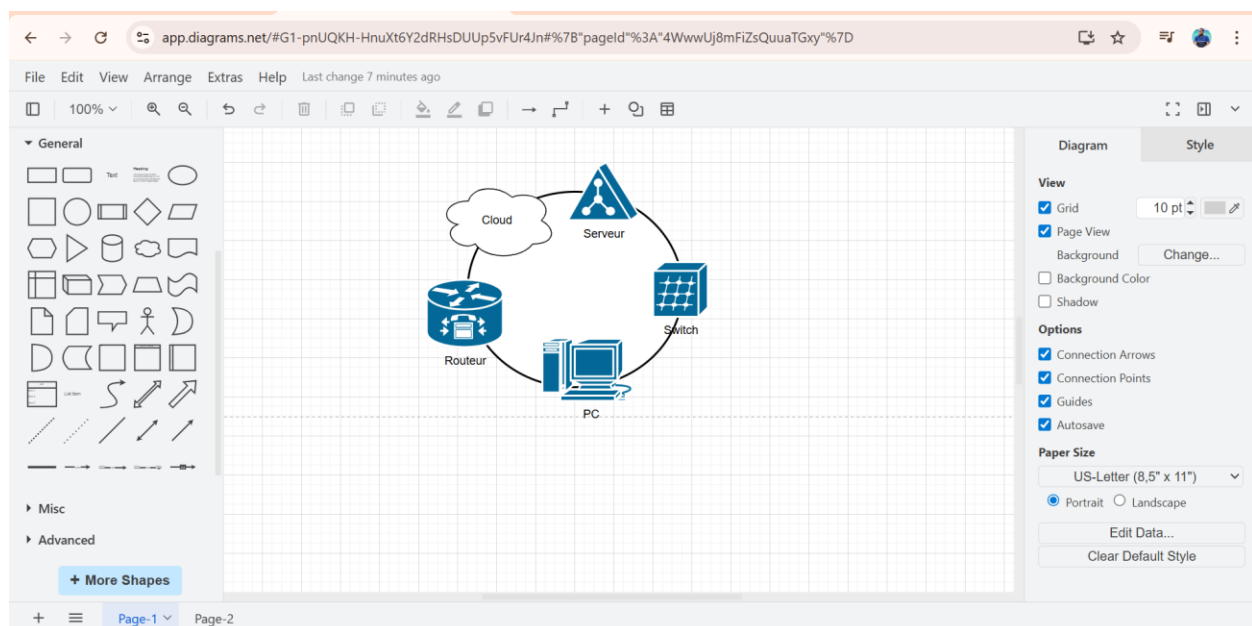 app.diagrams.net/#G1-pnUQKH-HnuXt6Y2dRHsDUUp5vFUr4Jn#%7B"pageId"%3A"4WwwUj8mFiZsQuuaTGxy"%7D
File Edit View Arrange Extras Help Last change 7 minutes ago
100%
General
Text
Heading
List Item
Misc
Advanced
+ More Shapes
Cloud
Serveur
Switch
Routeur
PC
Diagram Style
View
Grid 10 pt
Page View
Background Change...
Background Color
Shadow
Options
Connection Arrows
Connection Points
Guides
Autosave
Paper Size
US-Letter (8,5" x 11")
Portrait Landscape
Edit Data...
Clear Default Style
Page-1 Page-2